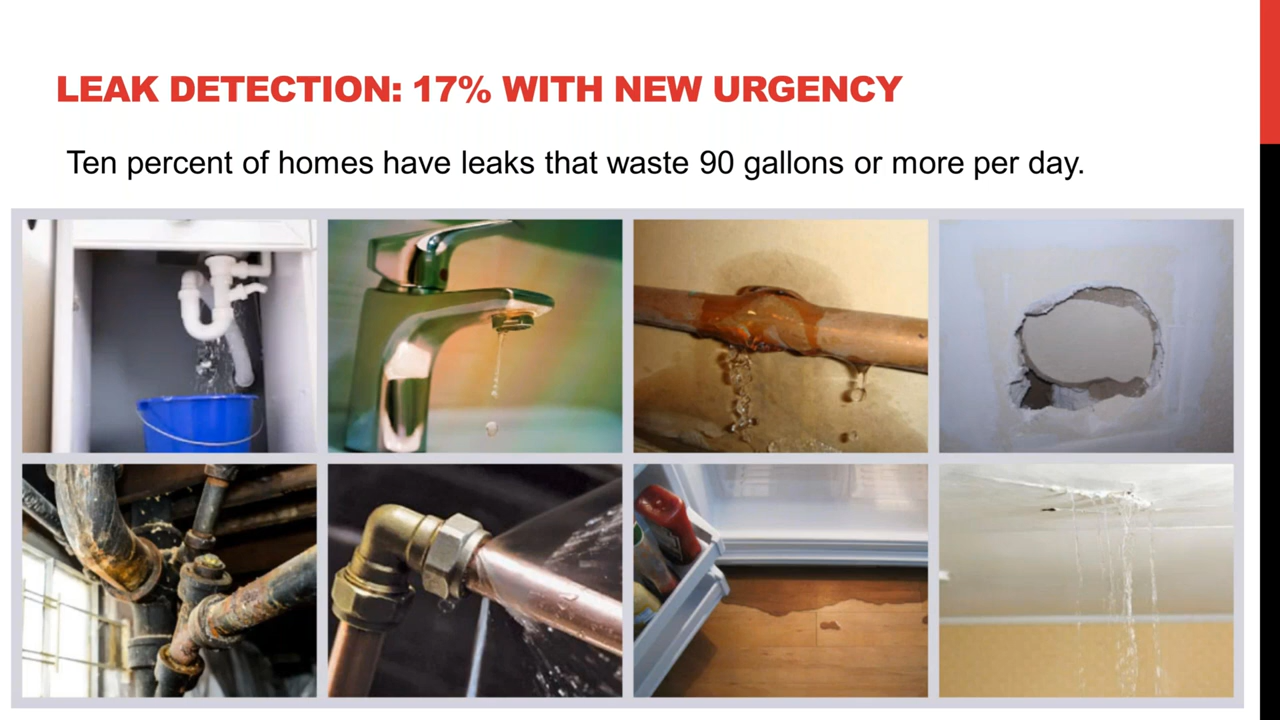 LEAK DETECTION: 17% WITH NEW URGENCY
Ten percent of homes have leaks that waste 90 gallons or more per day.